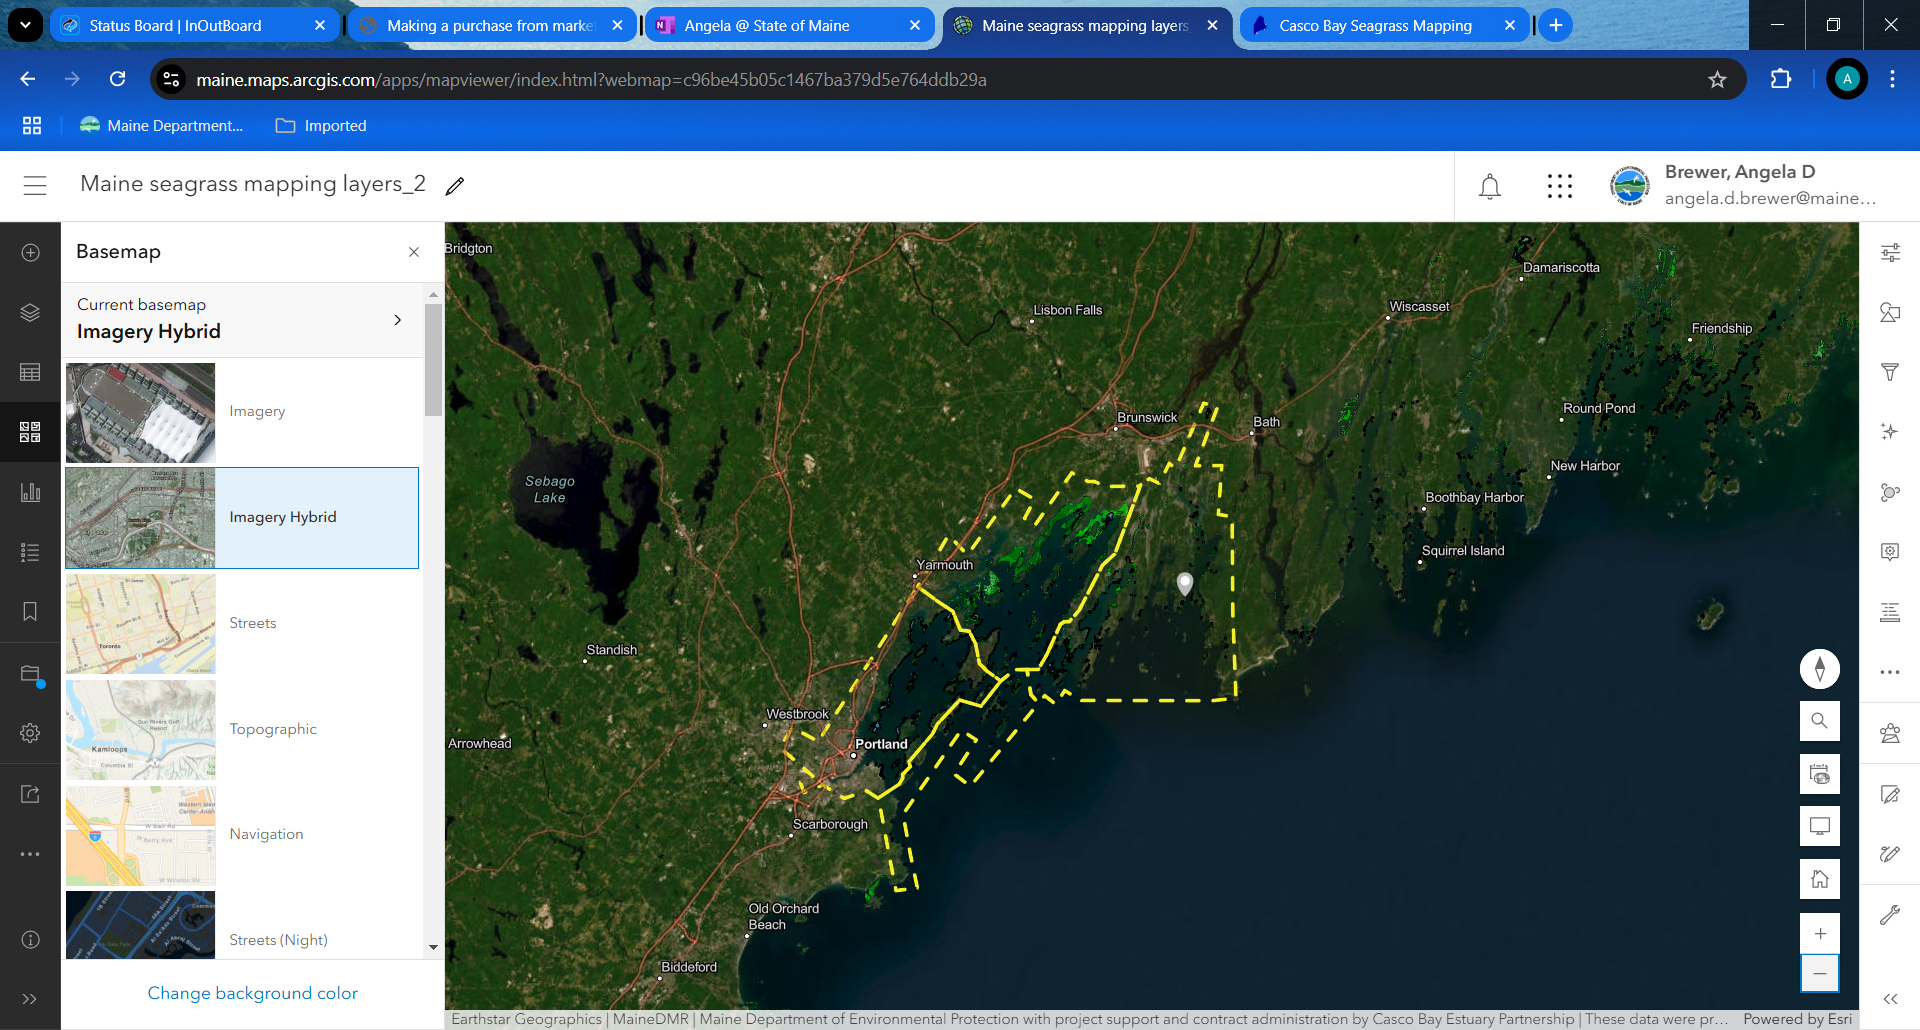 Status Board | InOutBoard
Making a purchase from marke
Angela @ State of Maine
Maine seagrass mapping layers_
Casco Bay Seagrass Mapping
maine.maps.arcgis.com/apps/mapviewer/index.html?webmap=c96be45b05c1467ba379d5e764ddb29a
A
Maine Department...
Imported
Maine seagrass mapping layers_2
Brewer, Angela D
angela.d.brewer@maine...
Basemap
Current basemap
Imagery Hybrid
Imagery
Imagery Hybrid
Streets
Toronto
Topographic
Kamloops
Navigation
Streets (Night)
Change background color
Bridgton
Lisbon Falls
Damariscotta
Wiscasset
Friendship
Round Pond
Brunswick
Bath
New Harbor
Sebago
Lake
Boothbay Harbor
Squirrel Island
Yarmouth
Standish
Westbrook
Arrowhead
Portland
Scarborough
Old Orchard
Beach
Biddeford
Earthstar Geographics | MaineDMR | Maine Department of Environmental Protection with project support and contract administration by Casco Bay Estuary Partnership | These data were pr...
Powered by Esri